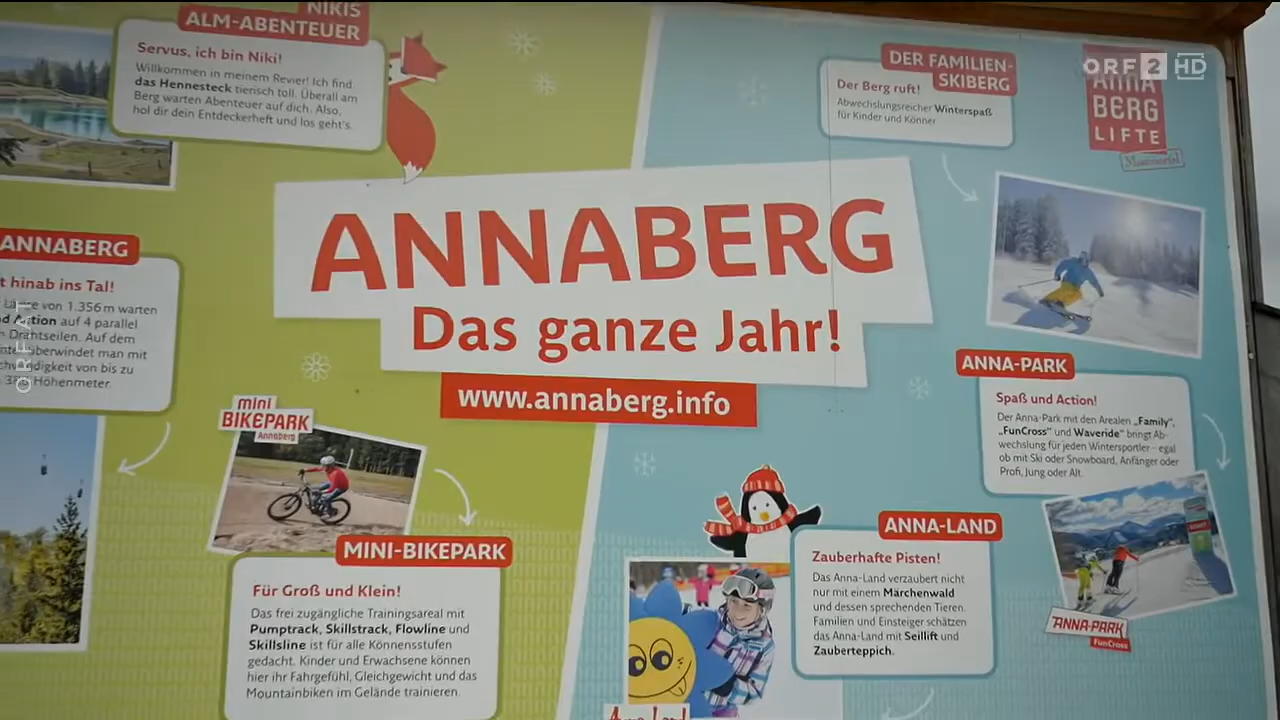 NIKIS
ALM-ABENTEUER
Servus, ich bin Niki!
Willkommen in meinem Revier! Ich find
das Hennesteck tierisch toll. Überall am
Berg warten Abenteuer auf dich. Also,
hol dir dein Entdeckerheft und los geht's.
DER FAMILIEN-
SKIBERG
Der Berg ruft!
Abwechslungsreicher Winterspaß
für Kinder und Könner
ORF 2 HD
ANNA
BERG
LIFTE
ANNABERG
Das ganze Jahr!
www.annaberg.info
ANNABERG
t hinab ins Tal!
von 1.356 m warten
auf 4 parallel
Drahtseilen. Auf dem
überwindet man mit
von bis zu
Höhenmeter.
mini
BIKEPARK
Annaberg
MINI-BIKEPARK
Für Groß und Klein!
Das frei zugängliche Trainingsareal mit
Pumptrack, Skillstrack, Flowline und
Skillsline ist für alle Könnensstufen
gedacht. Kinder und Erwachsene können
hier ihr Fahrgefühl, Gleichgewicht und das
Mountainbiken im Gelände trainieren.
ANNA-PARK
Spaß und Action!
Der Anna-Park mit den Arealen „Family",
„FunCross" und Waveride" bringt Ab-
wechslung für jeden Wintersportler – egal
ob mit Ski oder Snowboard, Anfänger oder
Profi, Jung oder Alt.
ANNA-PARK
FunCross
ANNA-LAND
Zauberhafte Pisten!
Das Anna-Land verzaubert nicht
nur mit einem Märchenwald
und dessen sprechenden Tieren.
Familien und Einsteiger schätzen
das Anna-Land mit Seillift und
Zauberteppich.
Anna-Land